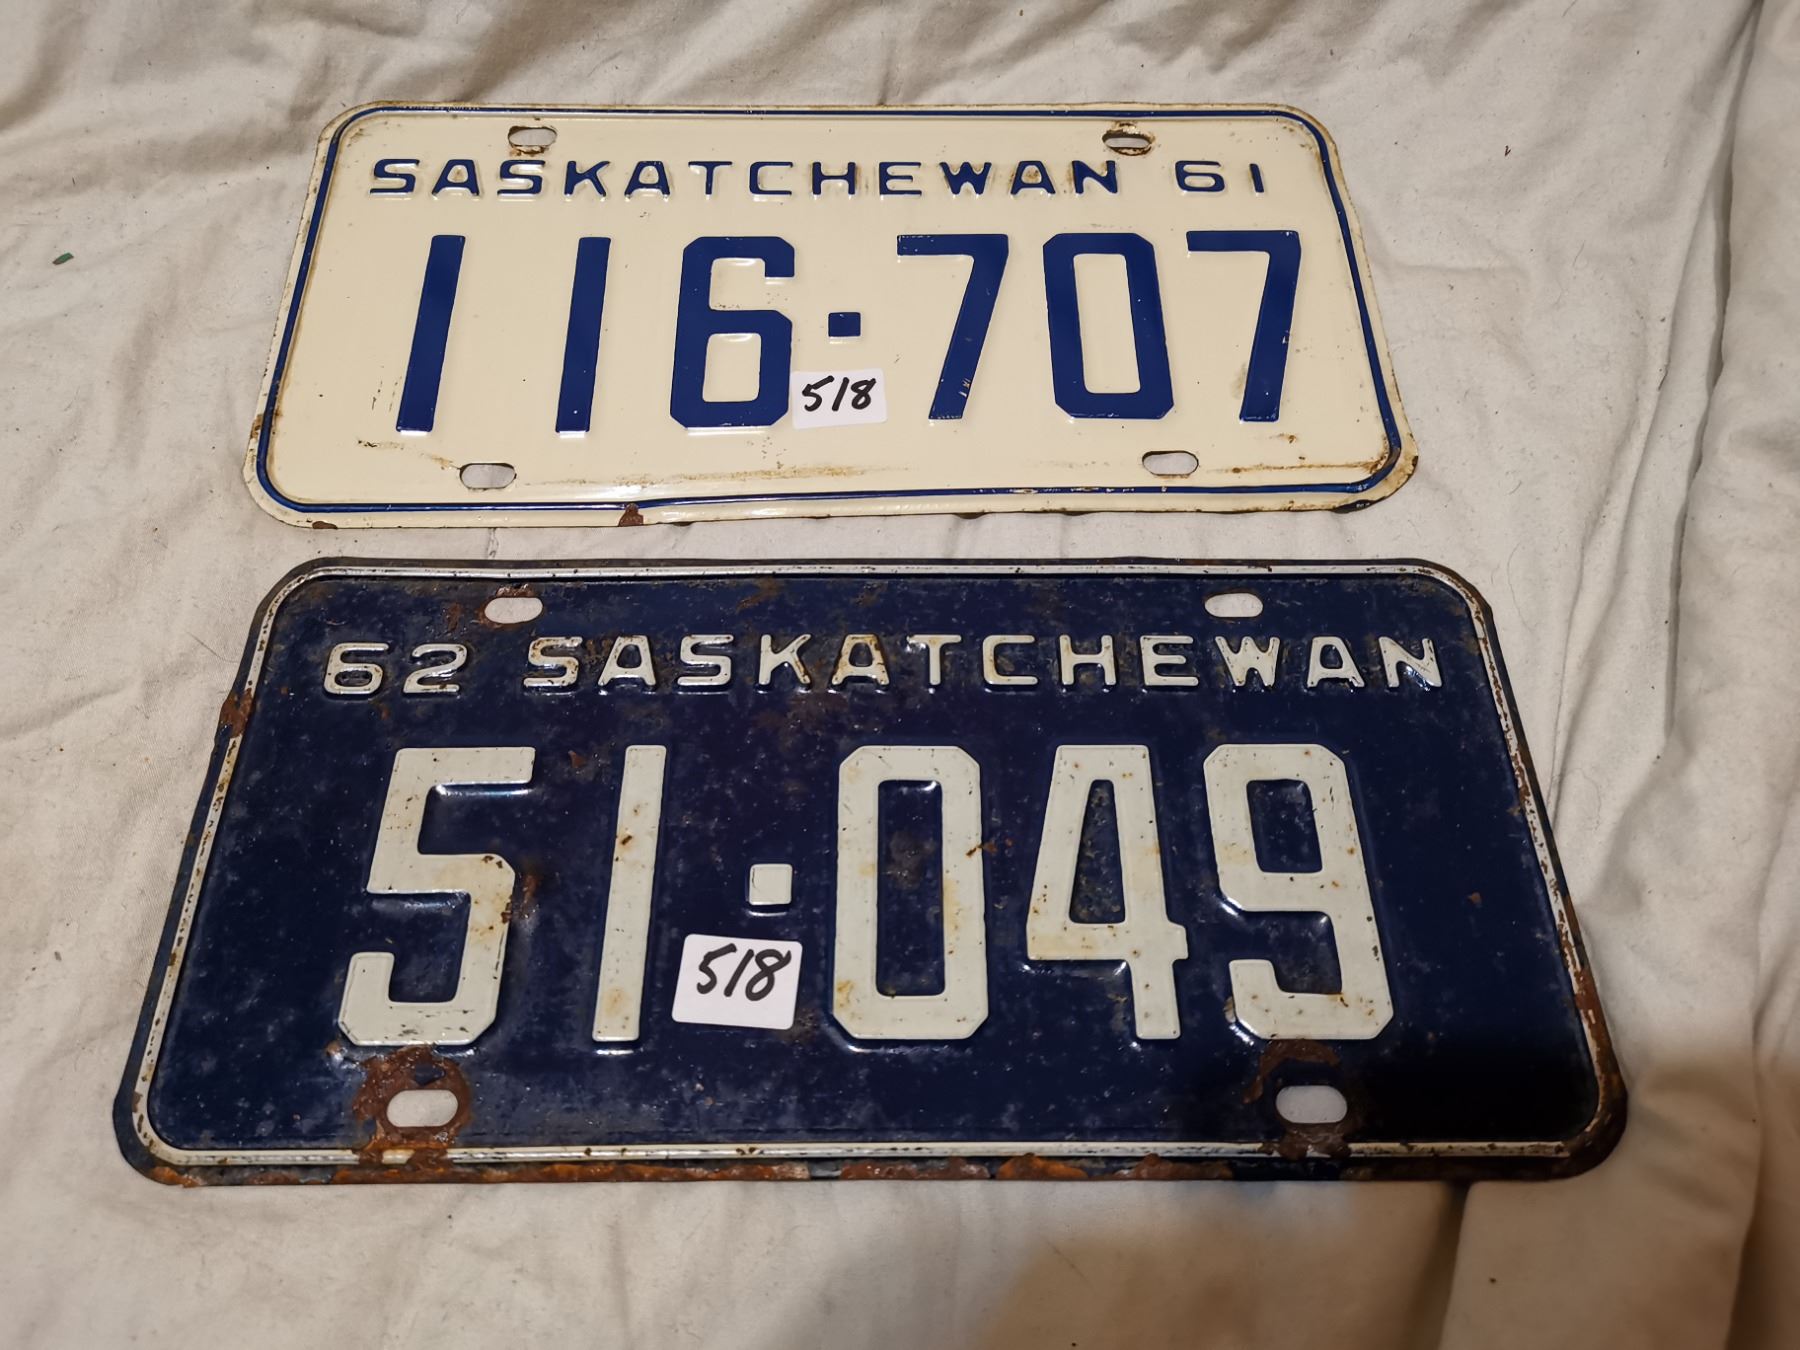 SASKATCHEWAN 61
116·707
518
62 SASKATCHEWAN
51·049
518